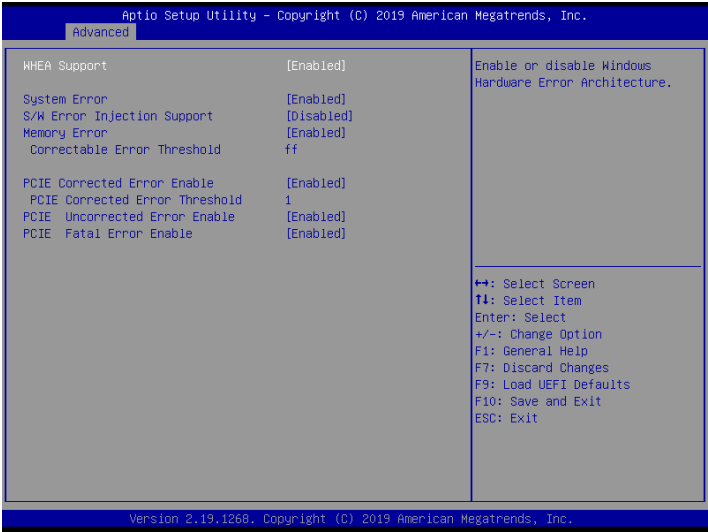 Aptio Setup Utility – Copyright (C) 2019 American Megatrends, Inc.
Advanced
WHEA Support [Enabled]
System Error [Enabled]
S/W Error Injection Support [Disabled]
Memory Error [Enabled]
Correctable Error Threshold ff
PCIE Corrected Error Enable [Enabled]
PCIE Corrected Error Threshold 1
PCIE Uncorrected Error Enable [Enabled]
PCIE Fatal Error Enable [Enabled]
Enable or disable Windows
Hardware Error Architecture.
↔: Select Screen
↑↓: Select Item
Enter: Select
+/-: Change Option
F1: General Help
F7: Discard Changes
F9: Load UEFI Defaults
F10: Save and Exit
ESC: Exit
Version 2.19.1268. Copyright (C) 2019 American Megatrends, Inc.